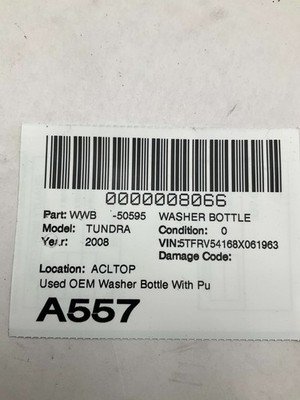 0000008066
Part: WWB -50595 WASHER BOTTLE
Model: TUNDRA Condition: 0
Year: 2008 VIN:5TFRV54168X061963
Damage Code:
Location: ACLTOP
Used OEM Washer Bottle With Pu
A557